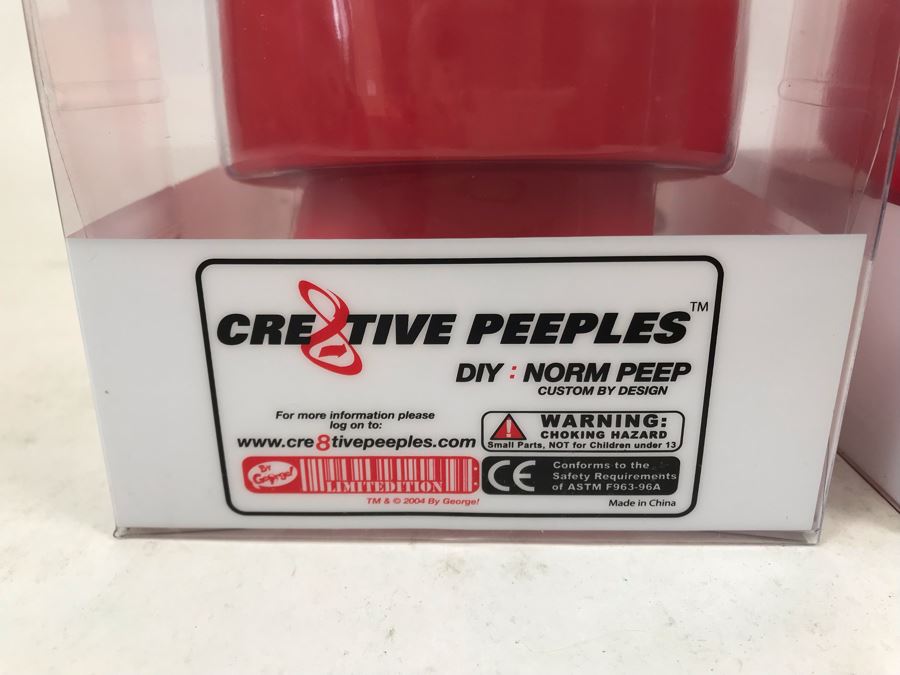 CRE8TIVE PEEPLES™
DIY : NORM PEEP
CUSTOM BY DESIGN
For more information please
log on to:
www.cre8tivepeeples.com
WARNING:
CHOKING HAZARD
Small Parts, NOT for Children under 13
By George!
LIMITEDITION
TM & © 2004 By George!
CE
Conforms to the
Safety Requirements
of ASTM F963-96A
Made in China